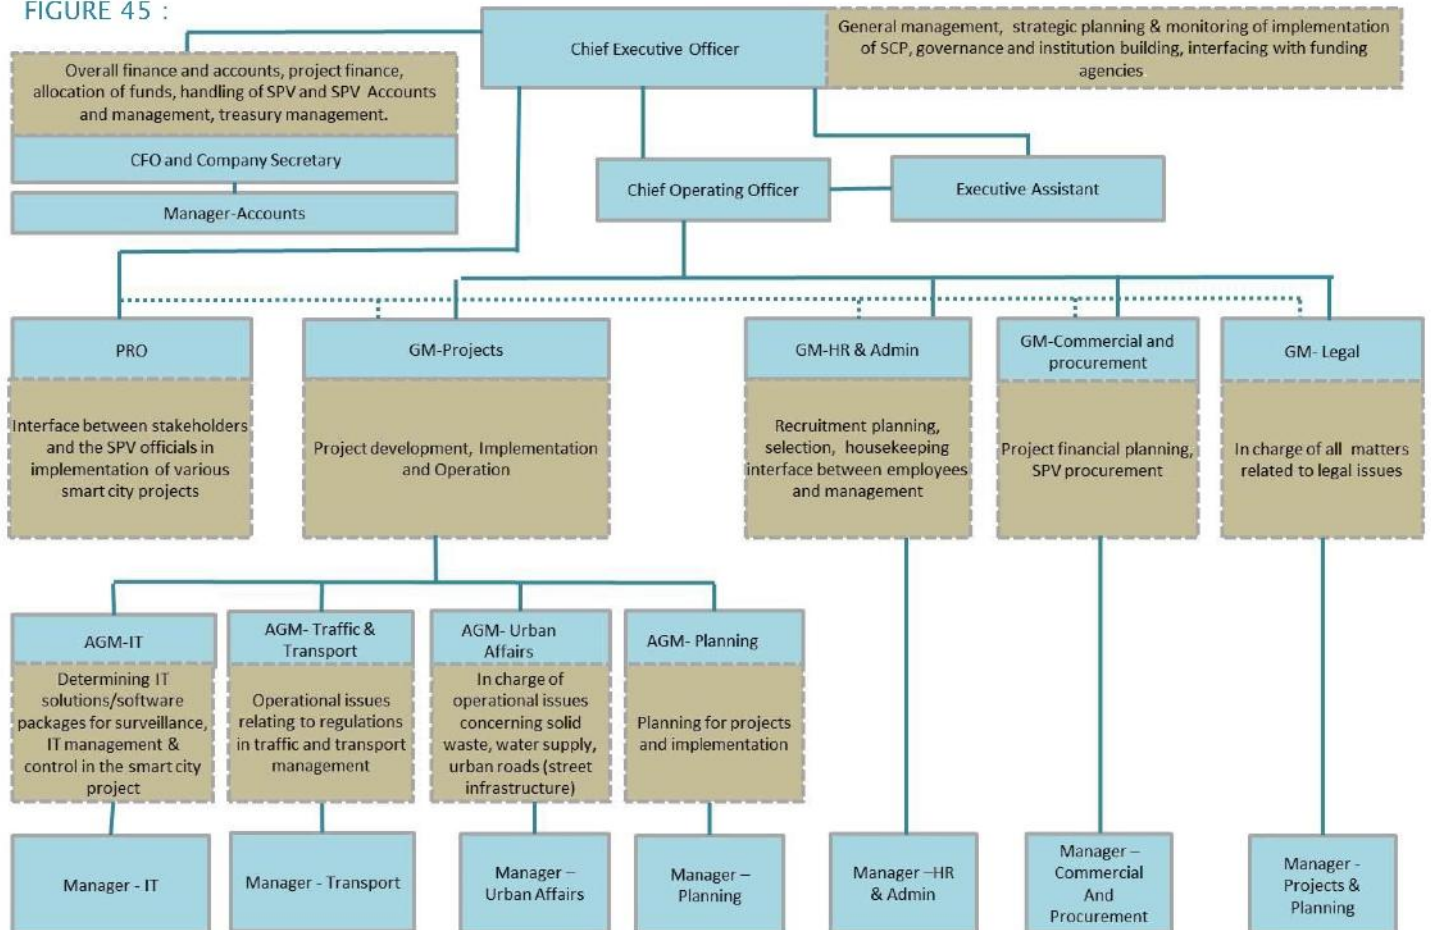 FIGURE 45 :
Chief Executive Officer
General management, strategic planning & monitoring of implementation
of SCP, governance and institution building, interfacing with funding
agencies.
Overall finance and accounts, project finance,
allocation of funds, handling of SPV and SPV Accounts
and management, treasury management.
CFO and Company Secretary
Manager-Accounts
Chief Operating Officer
Executive Assistant
PRO
Interface between stakeholders
and the SPV officials in
implementation of various
smart city projects
GM-Projects
Project development, Implementation
and Operation
GM-HR & Admin
Recruitment planning,
selection, housekeeping
interface between employees
and management
GM-Commercial and
procurement
Project financial planning,
SPV procurement
GM- Legal
In charge of all matters
related to legal issues
AGM-IT
Determining IT
solutions/software
packages for surveillance,
IT management &
control in the smart city
project
AGM- Traffic &
Transport
Operational issues
relating to regulations
in traffic and transport
management
AGM- Urban
Affairs
In charge of
operational issues
concerning solid
waste, water supply,
urban roads (street
infrastructure)
AGM- Planning
Planning for projects
and implementation
Manager - IT
Manager - Transport
Manager –
Urban Affairs
Manager –
Planning
Manager –HR
& Admin
Manager –
Commercial
And
Procurement
Manager -
Projects &
Planning